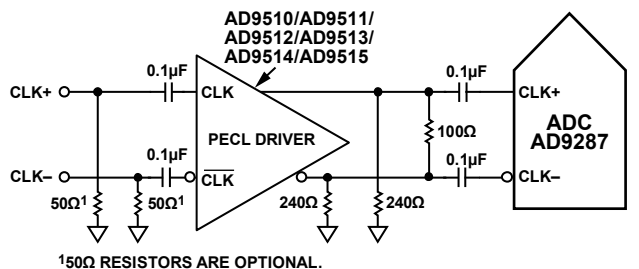 AD9510/AD9511/
AD9512/AD9513/
AD9514/AD9515
0.1µF
0.1µF
CLK+
CLK
CLK+
PECL DRIVER
100Ω
ADC
AD9287
0.1µF
0.1µF
CLK–
CLK
CLK–
50Ω¹
50Ω¹
240Ω
240Ω
¹50Ω RESISTORS ARE OPTIONAL.